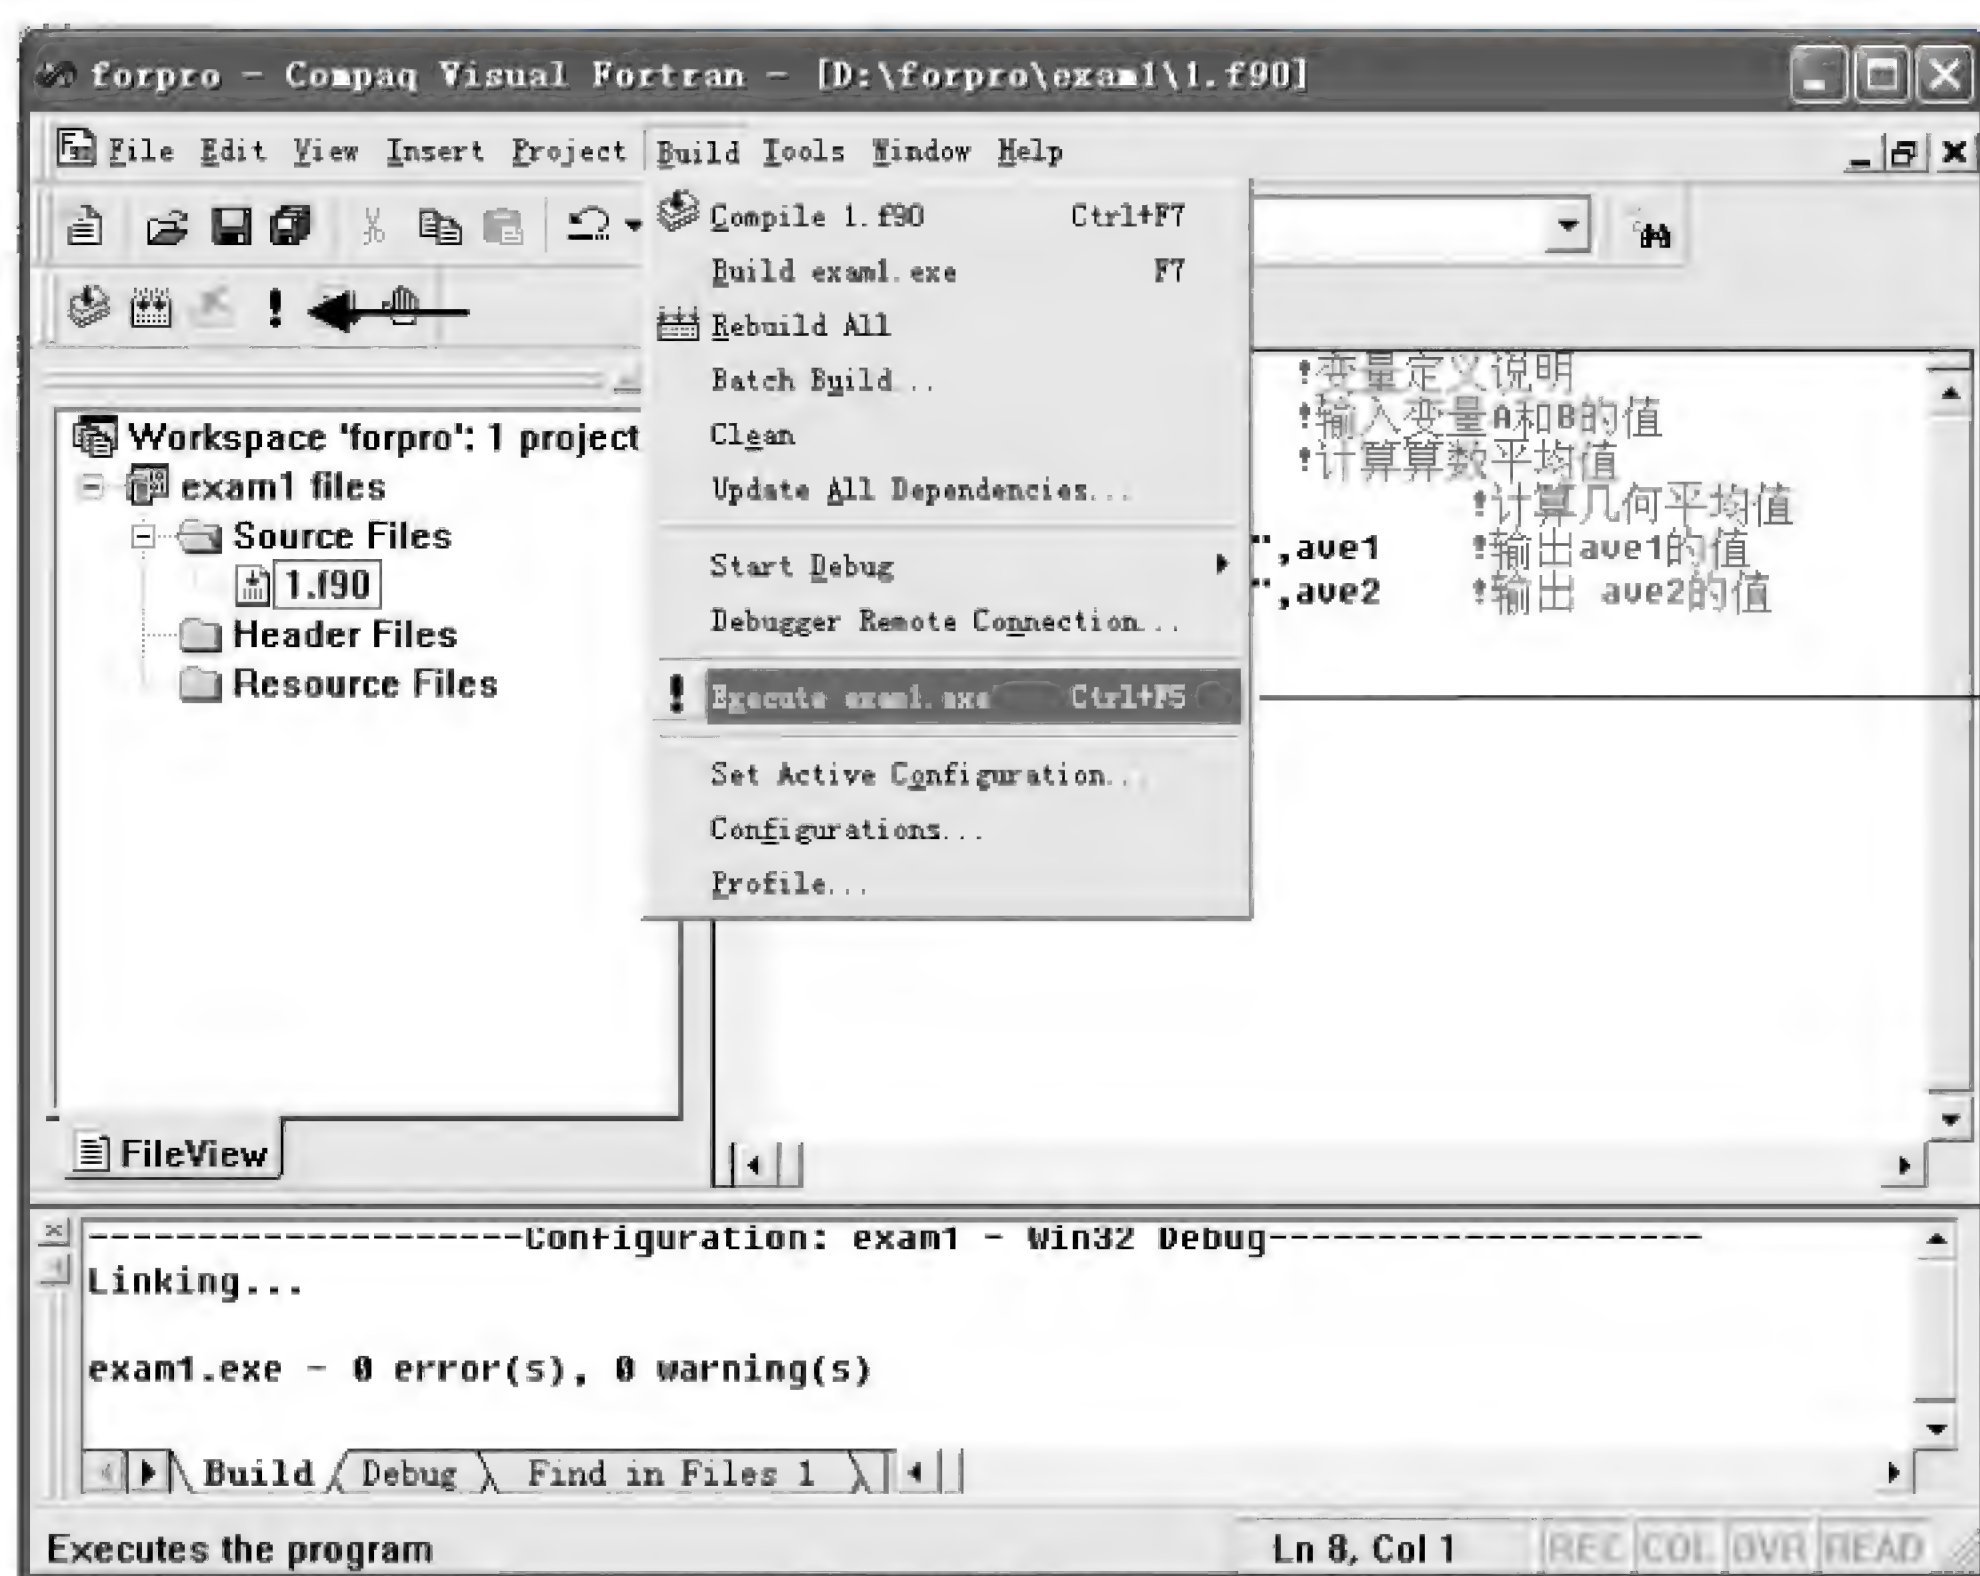 forpro - Compaq Visual Fortran - [D:\forpro\exam1\1.f90]
File Edit View Insert Project Build Tools Window Help
Compile 1.f90 Ctrl+F7
Build exam1.exe F7
Rebuild All
Batch Build...
Clean
Update All Dependencies...
Start Debug
Debugger Remote Connection...
Execute exam1.exe Ctrl+F5
Set Active Configuration...
Configurations...
Profile...
Workspace 'forpro': 1 project
exam1 files
Source Files
1.f90
Header Files
Resource Files
!变量定义说明
!输入变量A和B的值
!计算算数平均值
!计算几何平均值
",ave1 !输出ave1的值
",ave2 !输出 ave2的值
FileView
--------------------Configuration: exam1 - Win32 Debug--------------------
Linking...
exam1.exe - 0 error(s), 0 warning(s)
Build Debug Find in Files 1
Executes the program Ln 8, Col 1 REC COL OVR READ